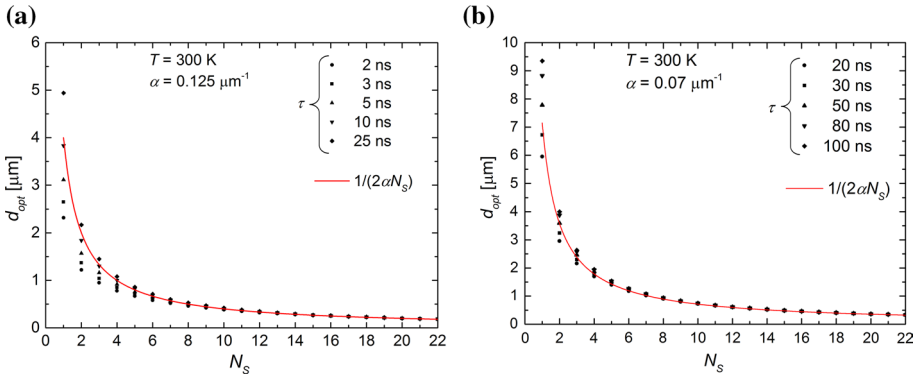 (a)
6
5
4
3
2
1
0
d_opt [μm]
T = 300 K
α = 0.125 μm⁻¹
τ
2 ns
3 ns
5 ns
10 ns
25 ns
1/(2αN_S)
0 2 4 6 8 10 12 14 16 18 20 22
N_S
(b)
10
9
8
7
6
5
4
3
2
1
0
d_opt [μm]
T = 300 K
α = 0.07 μm⁻¹
τ
20 ns
30 ns
50 ns
80 ns
100 ns
1/(2αN_S)
0 2 4 6 8 10 12 14 16 18 20 22
N_S